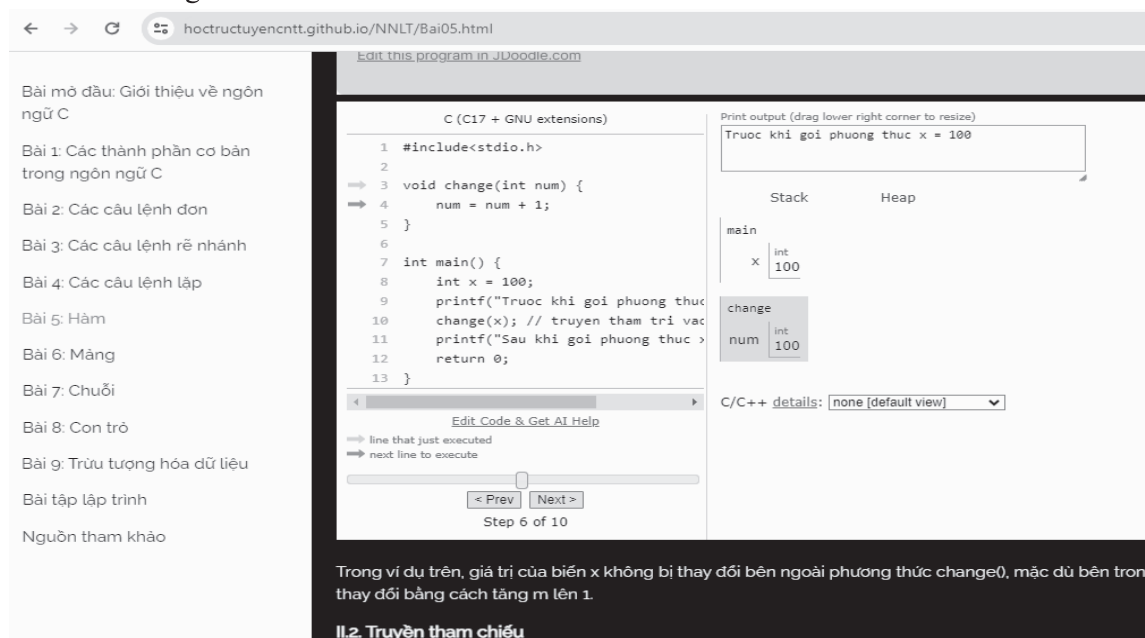 hoctructuyencntt.github.io/NNLT/Bai05.html
Bài mở đầu: Giới thiệu về ngôn
ngữ C
Bài 1: Các thành phần cơ bản
trong ngôn ngữ C
Bài 2: Các câu lệnh đơn
Bài 3: Các câu lệnh rẽ nhánh
Bài 4: Các câu lệnh lặp
Bài 5: Hàm
Bài 6: Mảng
Bài 7: Chuỗi
Bài 8: Con trỏ
Bài 9: Trừu tượng hóa dữ liệu
Bài tập lập trình
Nguồn tham khảo
Edit this program in JDoodle.com
C (C17 + GNU extensions)
1 #include<stdio.h>
2
3 void change(int num) {
4 num = num + 1;
5 }
6
7 int main() {
8 int x = 100;
9 printf("Truoc khi goi phuong thuc
10 change(x); // truyen tham tri vao
11 printf("Sau khi goi phuong thuc x
12 return 0;
13 }
Edit Code & Get AI Help
line that just executed
next line to execute
< Prev Next >
Step 6 of 10
Print output (drag lower right corner to resize)
Truoc khi goi phuong thuc x = 100
Stack Heap
main
int
x 100
change
int
num 100
C/C++ details: none [default view]
Trong ví dụ trên, giá trị của biến x không bị thay đổi bên ngoài phương thức change(), mặc dù bên tron
thay đổi bằng cách tăng m lên 1.
II.2. Truyền tham chiếu